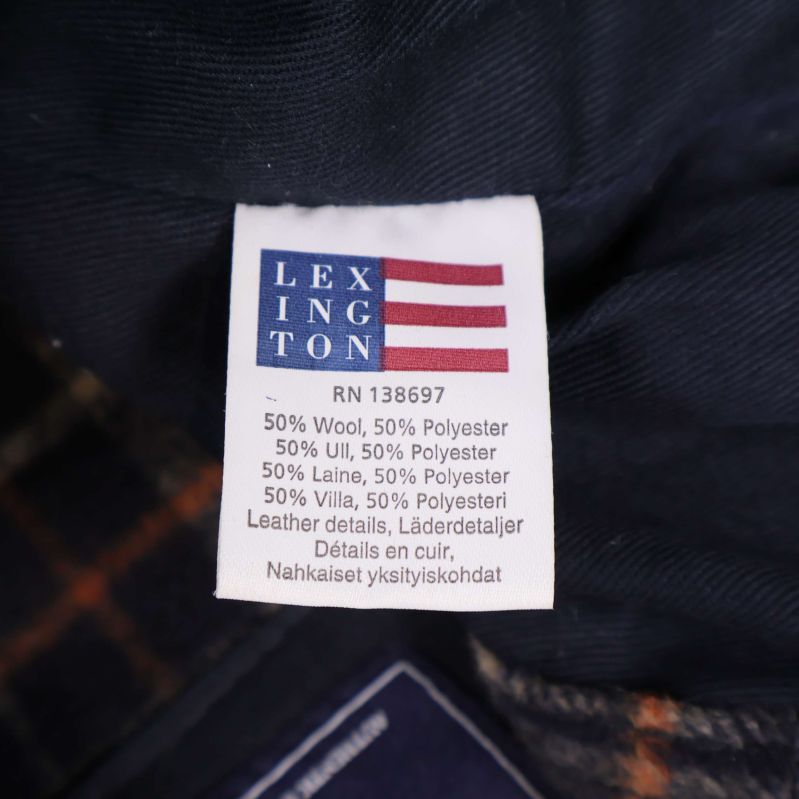 LEX
ING
TON
RN 138697
50% Wool, 50% Polyester
50% Ull, 50% Polyester
50% Laine, 50% Polyester
50% Villa, 50% Polyesteri
Leather details, Läderdetaljer
Détails en cuir,
Nahkaiset yksityiskohdat
AUTHENTIC